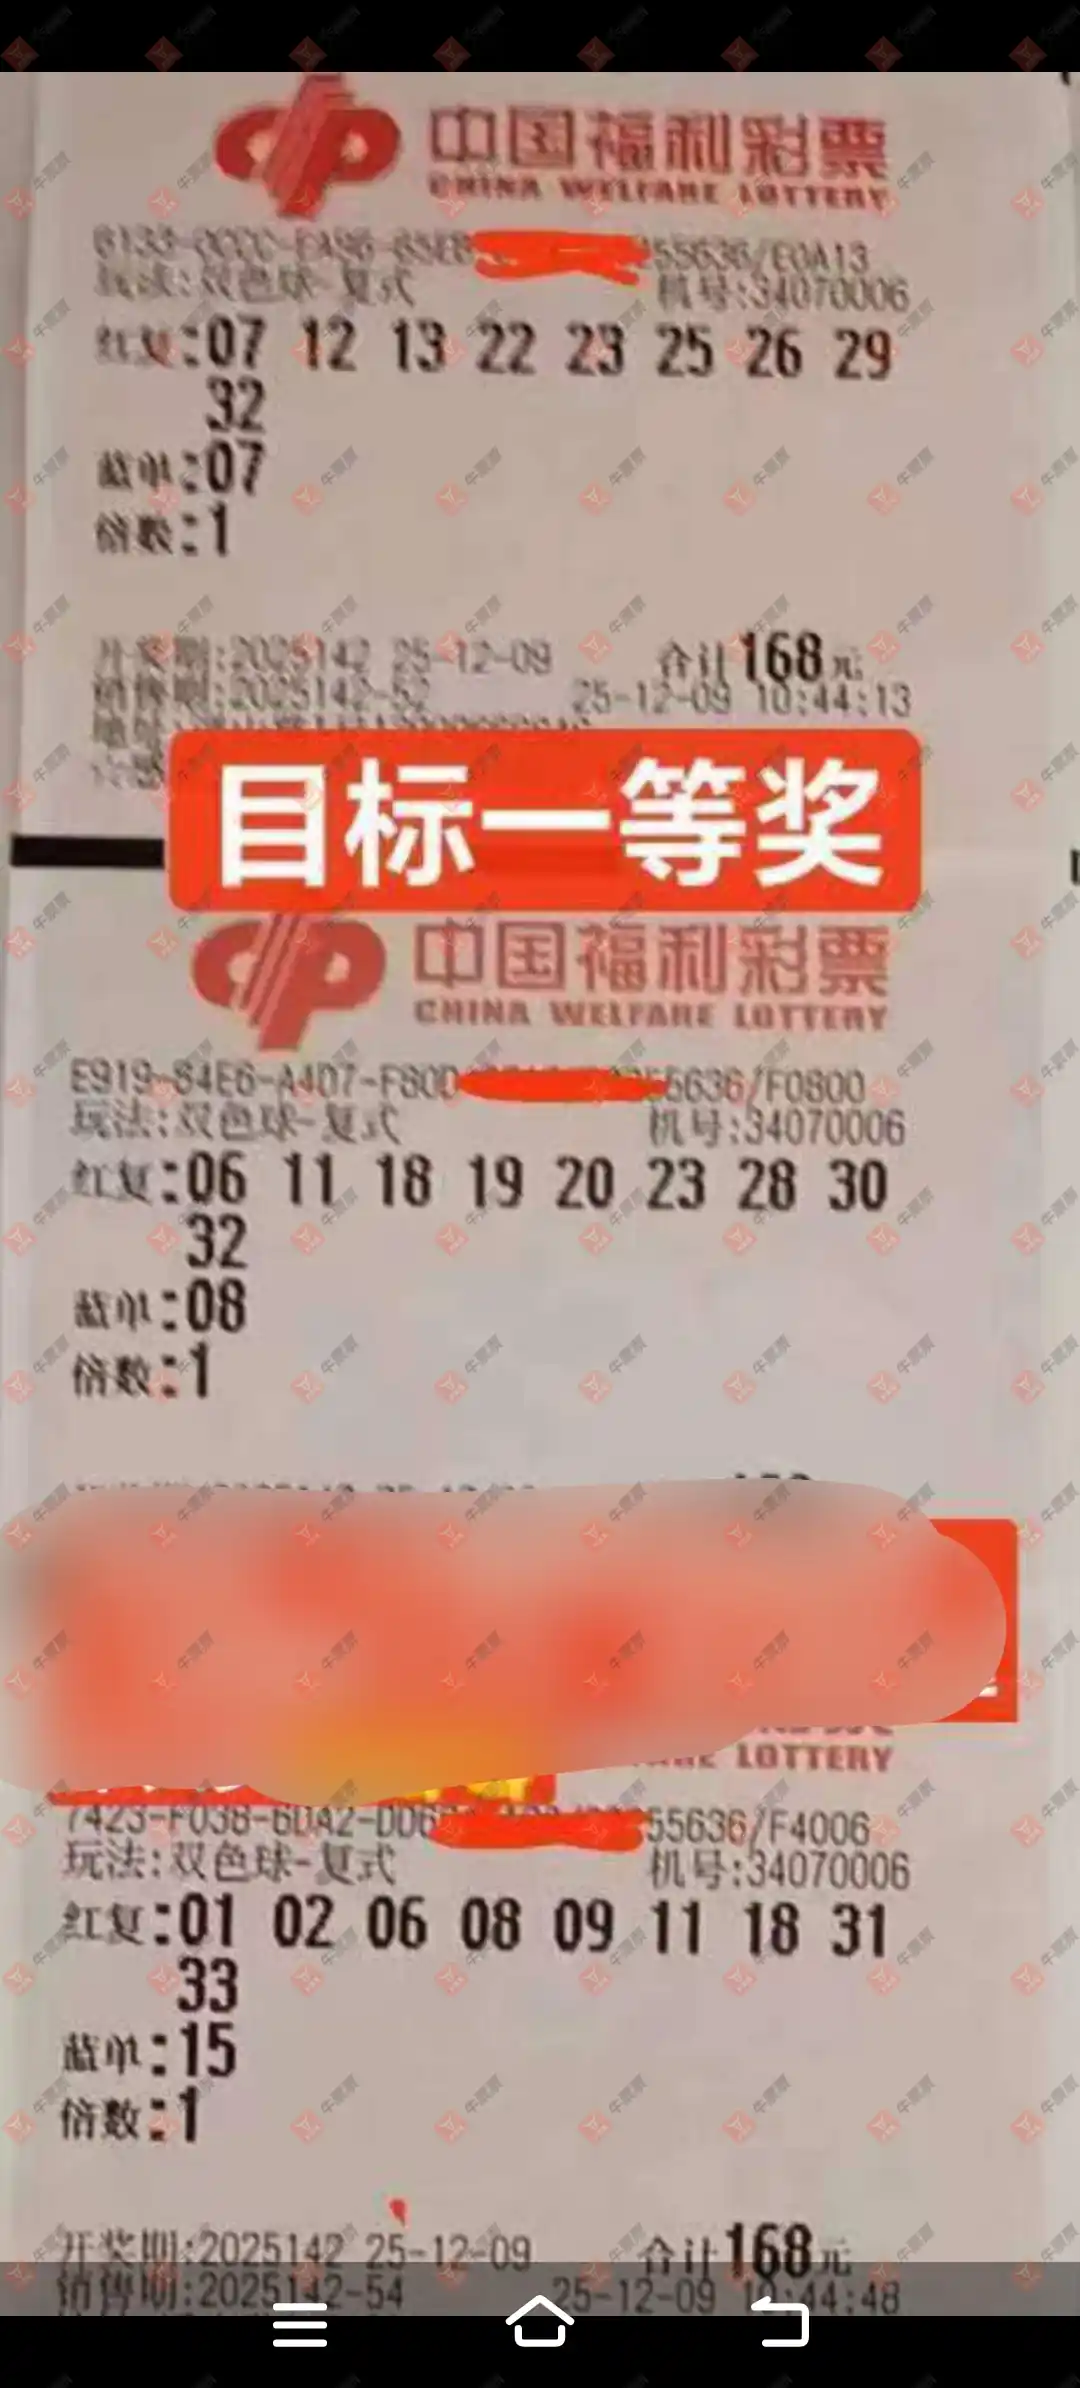 中国福利彩票
CHINA WELFARE LOTTERY
55636/E0A13
玩法:双色球-复式 机号:34070006
红复:07 12 13 22 23 25 26 29
32
蓝单:07
倍数:1
开奖期:2025142 25-12-09 合计168元
销售期:2025142-52 25-12-09 10:44:13
目标一等奖
中国福利彩票
CHINA WELFARE LOTTERY
E919-84E6-A4D7-F80D 55636/F0800
玩法:双色球-复式 机号:34070006
红复:06 11 18 19 20 23 28 30
32
蓝单:08
倍数:1
LOTTERY
7423-F038-6DA2-DD6 55636/F4006
玩法:双色球-复式 机号:34070006
红复:01 02 06 08 09 11 18 31
33
蓝单:15
倍数:1
开奖期:2025142 25-12-09 合计168元
销售期:2025142-54 25-12-09 10:44:48